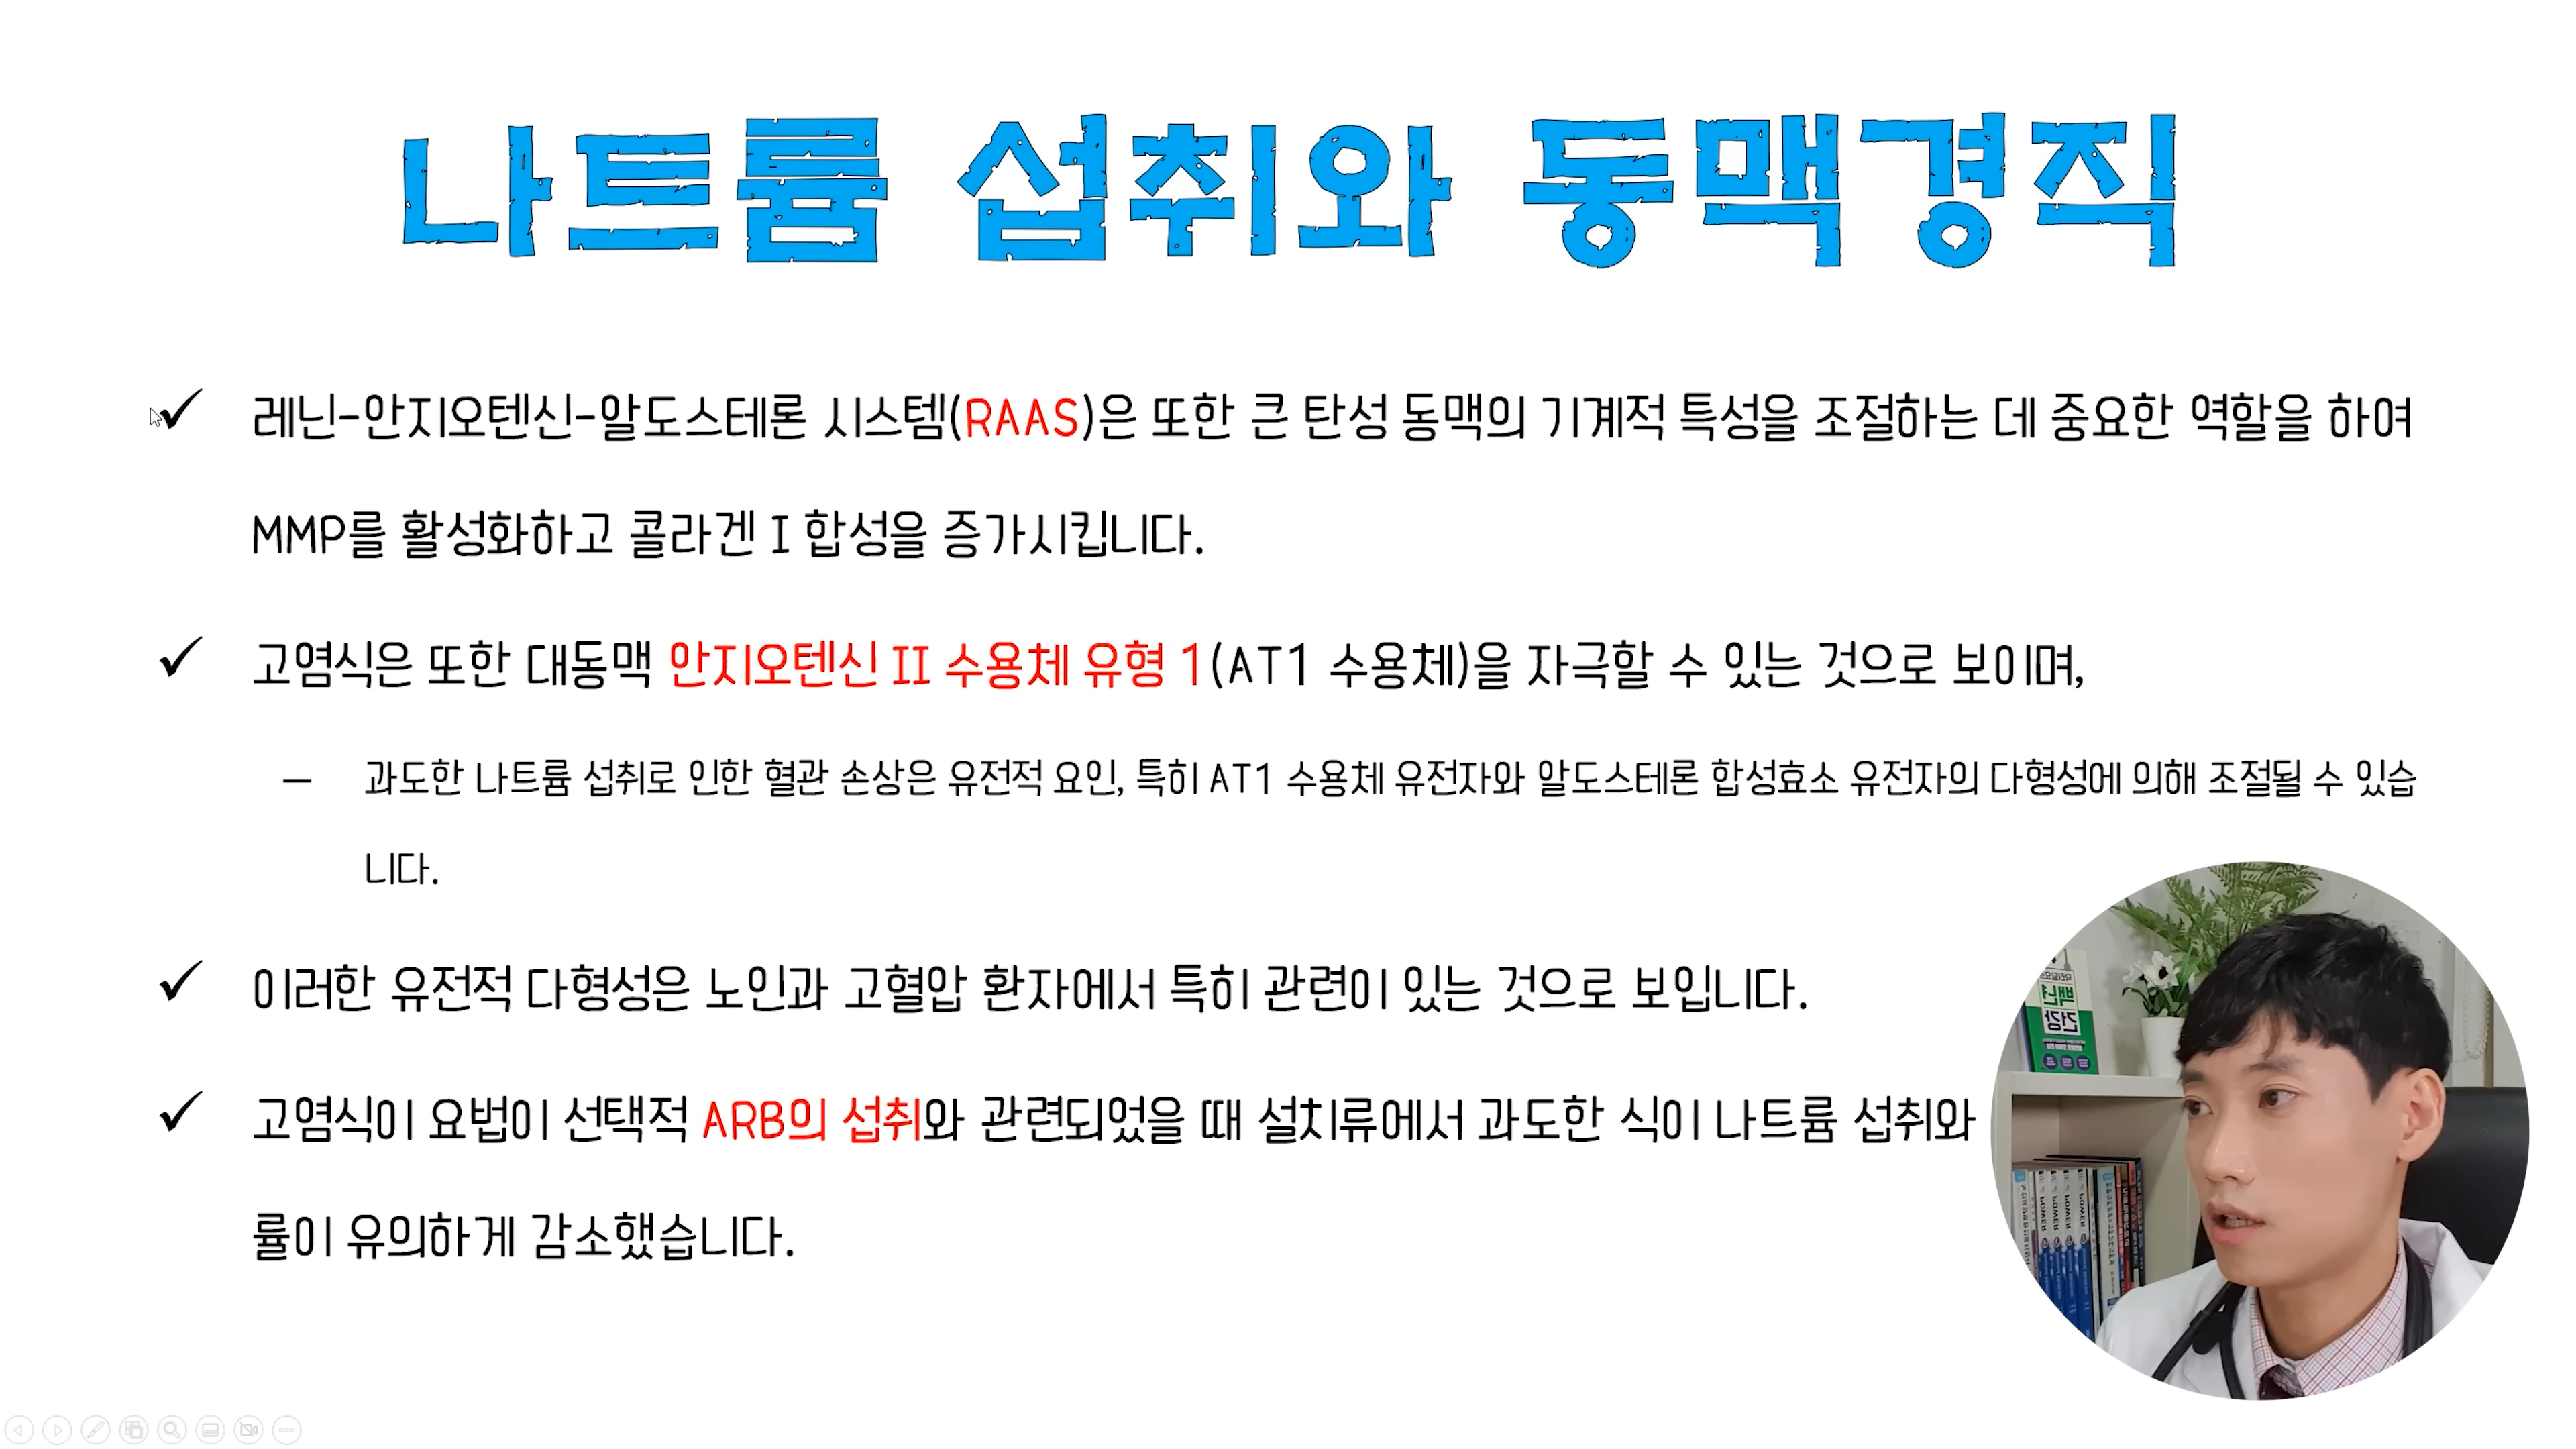 나트륨 섭취와 동맥경직
레닌-안지오텐신-알도스테론 시스템(RAAS)은 또한 큰 탄성 동맥의 기계적 특성을 조절하는 데 중요한 역할을 하여
MMP를 활성화하고 콜라겐 I 합성을 증가시킵니다.
고염식은 또한 대동맥 안지오텐신 II 수용체 유형 1(AT1 수용체)을 자극할 수 있는 것으로 보이며,
– 과도한 나트륨 섭취로 인한 혈관 손상은 유전적 요인, 특히 AT1 수용체 유전자와 알도스테론 합성효소 유전자의 다형성에 의해 조절될 수 있습
니다.
이러한 유전적 다형성은 노인과 고혈압 환자에서 특히 관련이 있는 것으로 보입니다.
고염식이 요법이 선택적 ARB의 섭취와 관련되었을 때 설치류에서 과도한 식이 나트륨 섭취와
률이 유의하게 감소했습니다.
백년
건강
POWER
POWER
POWER
POWER